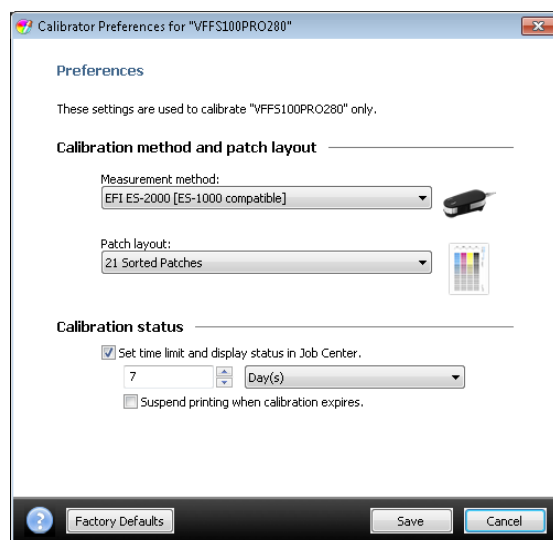 Calibrator Preferences for "VFFS100PRO280"
Preferences
These settings are used to calibrate "VFFS100PRO280" only.
Calibration method and patch layout
Measurement method:
EFI ES-2000 [ES-1000 compatible]
Patch layout:
21 Sorted Patches
Calibration status
Set time limit and display status in Job Center.
7 Day(s)
Suspend printing when calibration expires.
? Factory Defaults Save Cancel